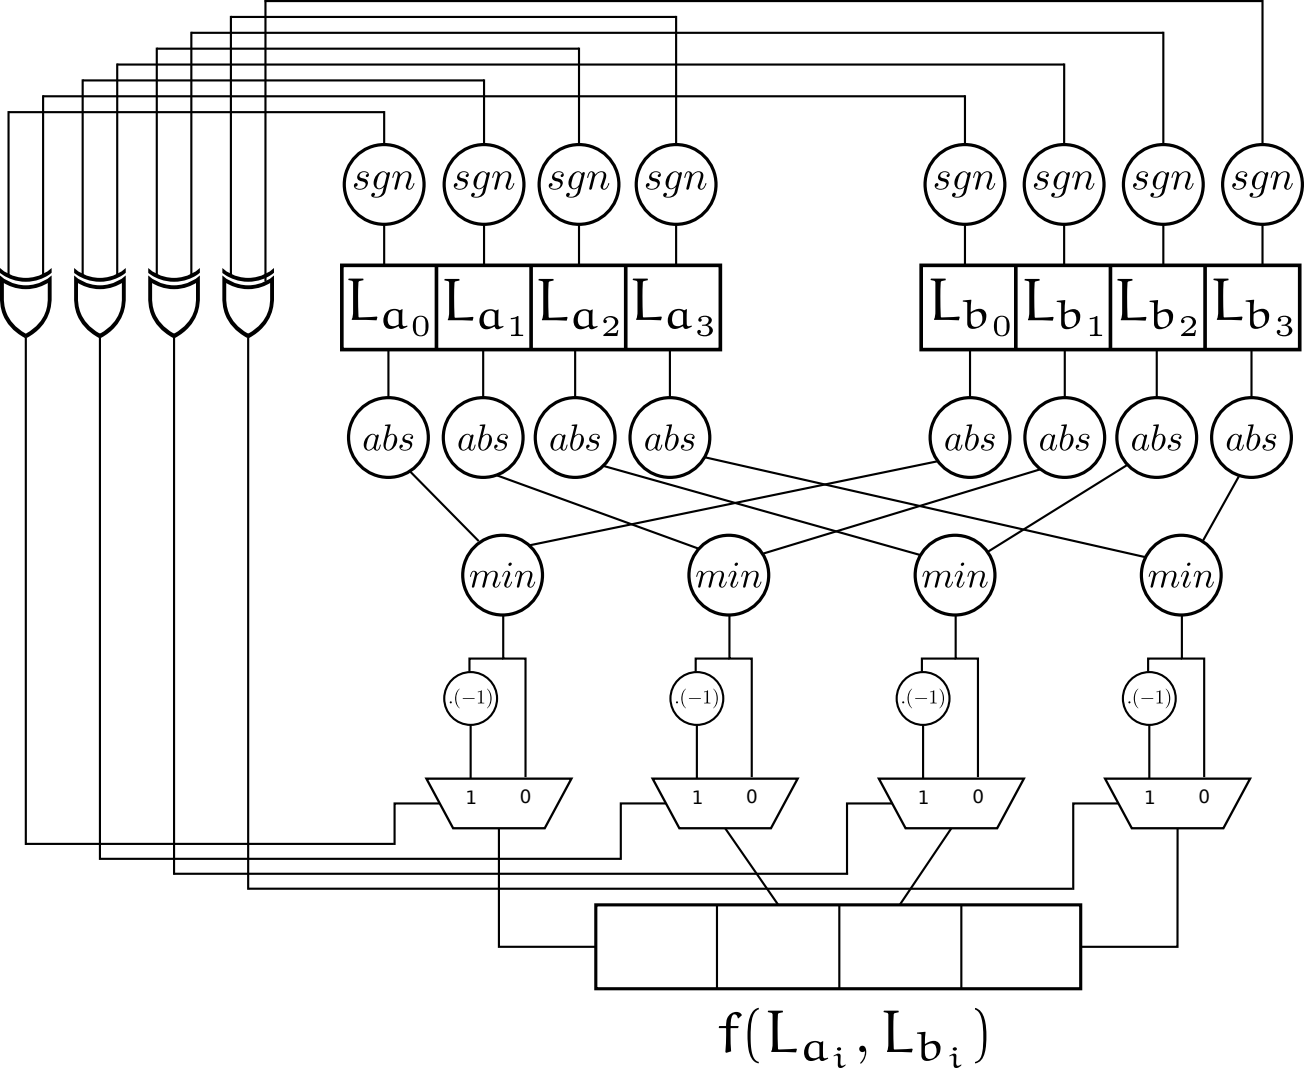 sgn sgn sgn sgn sgn sgn sgn sgn
La0 La1 La2 La3 Lb0 Lb1 Lb2 Lb3
abs abs abs abs abs abs abs abs
min min min min
.(−1) .(−1) .(−1) .(−1)
1 0 1 0 1 0 1 0
f(Lai, Lbi)